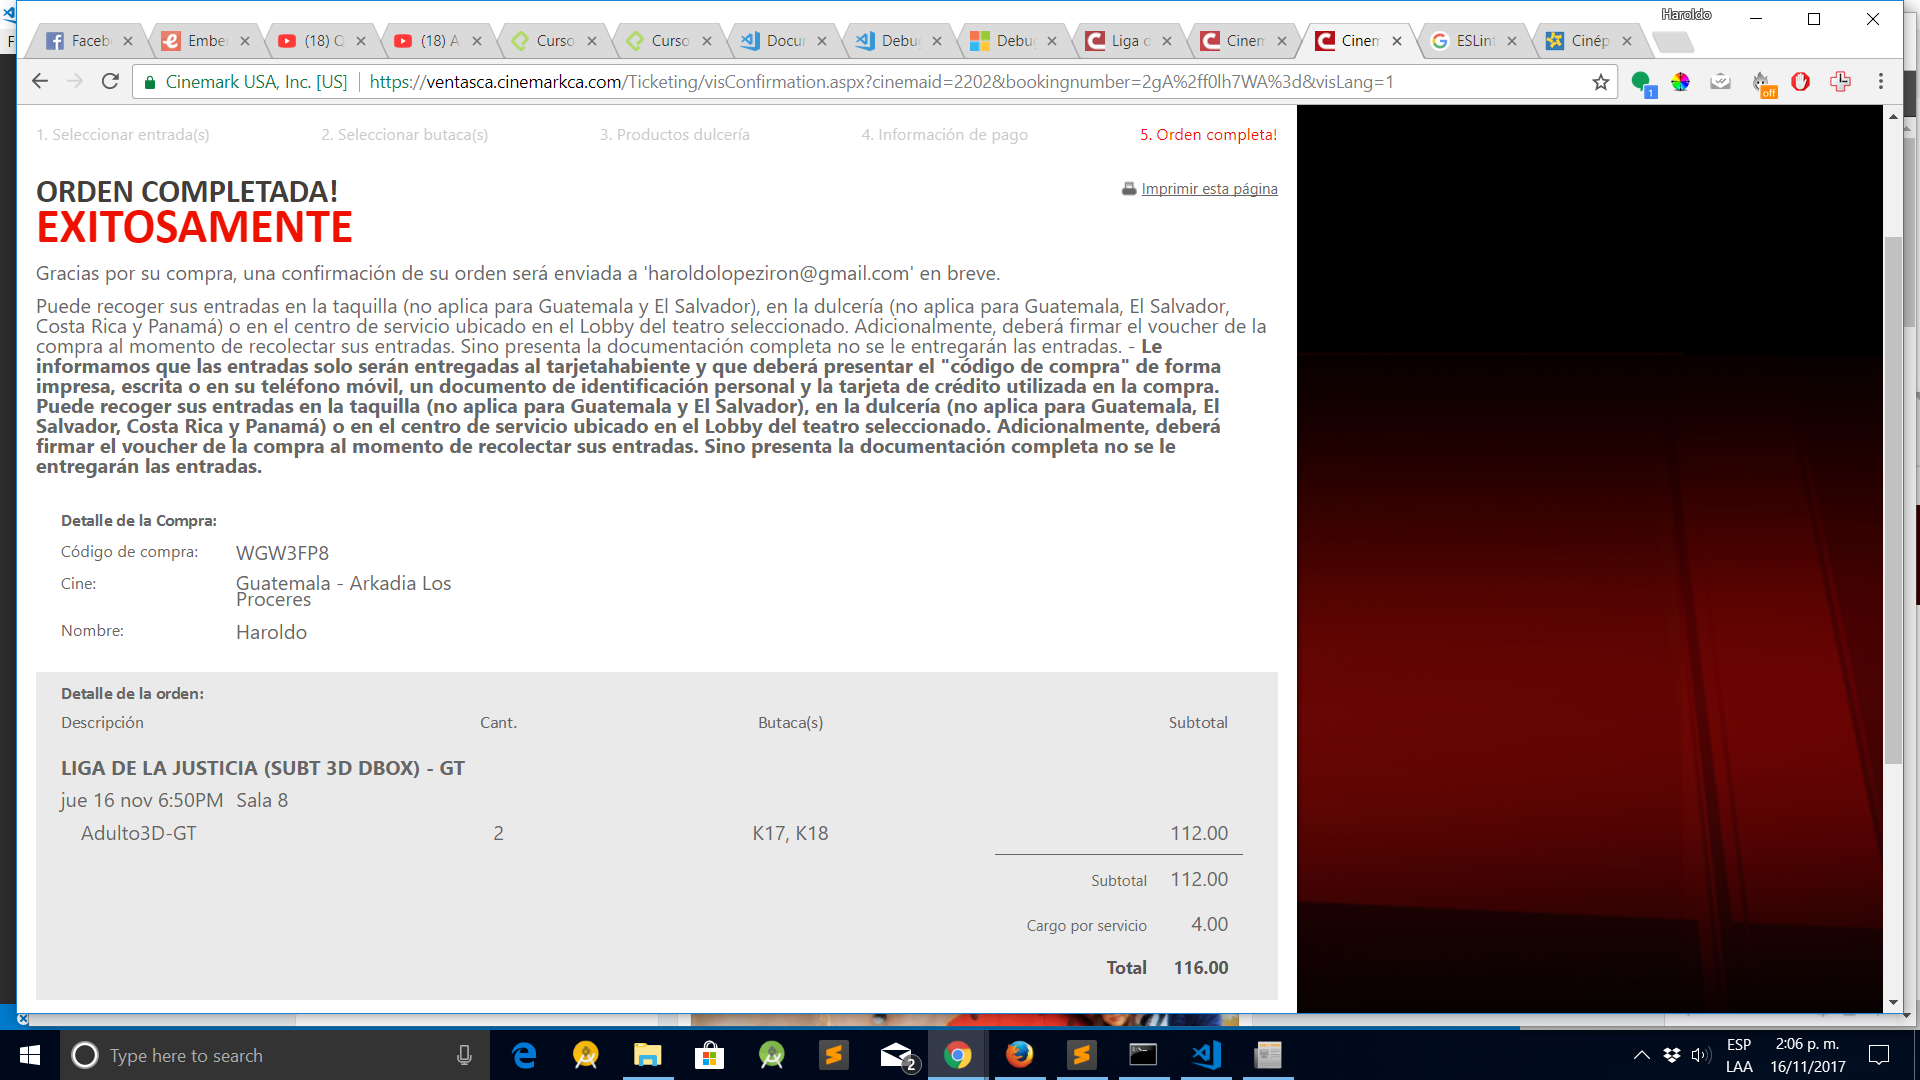 Haroldo
Faceb
Ember
(18) Q
(18) A
Curso
Curso
Docur
Debug
Debug
Liga d
Cinem
Cinem
ESLint
Cinép
Cinemark USA, Inc. [US]
https://ventasca.cinemarkca.com/Ticketing/visConfirmation.aspx?cinemaid=2202&bookingnumber=2gA%2ff0lh7WA%3d&visLang=1
1
off
1. Seleccionar entrada(s)
2. Seleccionar butaca(s)
3. Productos dulcería
4. Información de pago
5. Orden completa!
ORDEN COMPLETADA!
EXITOSAMENTE
Imprimir esta página
Gracias por su compra, una confirmación de su orden será enviada a 'haroldolopeziron@gmail.com' en breve.
Puede recoger sus entradas en la taquilla (no aplica para Guatemala y El Salvador), en la dulcería (no aplica para Guatemala, El Salvador,
Costa Rica y Panamá) o en el centro de servicio ubicado en el Lobby del teatro seleccionado. Adicionalmente, deberá firmar el voucher de la
compra al momento de recolectar sus entradas. Sino presenta la documentación completa no se le entregarán las entradas. - Le
informamos que las entradas solo serán entregadas al tarjetahabiente y que deberá presentar el "código de compra" de forma
impresa, escrita o en su teléfono móvil, un documento de identificación personal y la tarjeta de crédito utilizada en la compra.
Puede recoger sus entradas en la taquilla (no aplica para Guatemala y El Salvador), en la dulcería (no aplica para Guatemala, El
Salvador, Costa Rica y Panamá) o en el centro de servicio ubicado en el Lobby del teatro seleccionado. Adicionalmente, deberá
firmar el voucher de la compra al momento de recolectar sus entradas. Sino presenta la documentación completa no se le
entregarán las entradas.
Detalle de la Compra:
Código de compra: WGW3FP8
Cine: Guatemala - Arkadia Los
Proceres
Nombre: Haroldo
Detalle de la orden:
Descripción Cant. Butaca(s) Subtotal
LIGA DE LA JUSTICIA (SUBT 3D DBOX) - GT
jue 16 nov 6:50PM Sala 8
Adulto3D-GT 2 K17, K18 112.00
Subtotal 112.00
Cargo por servicio 4.00
Total 116.00
Type here to search
2
ESP
LAA
2:06 p. m.
16/11/2017